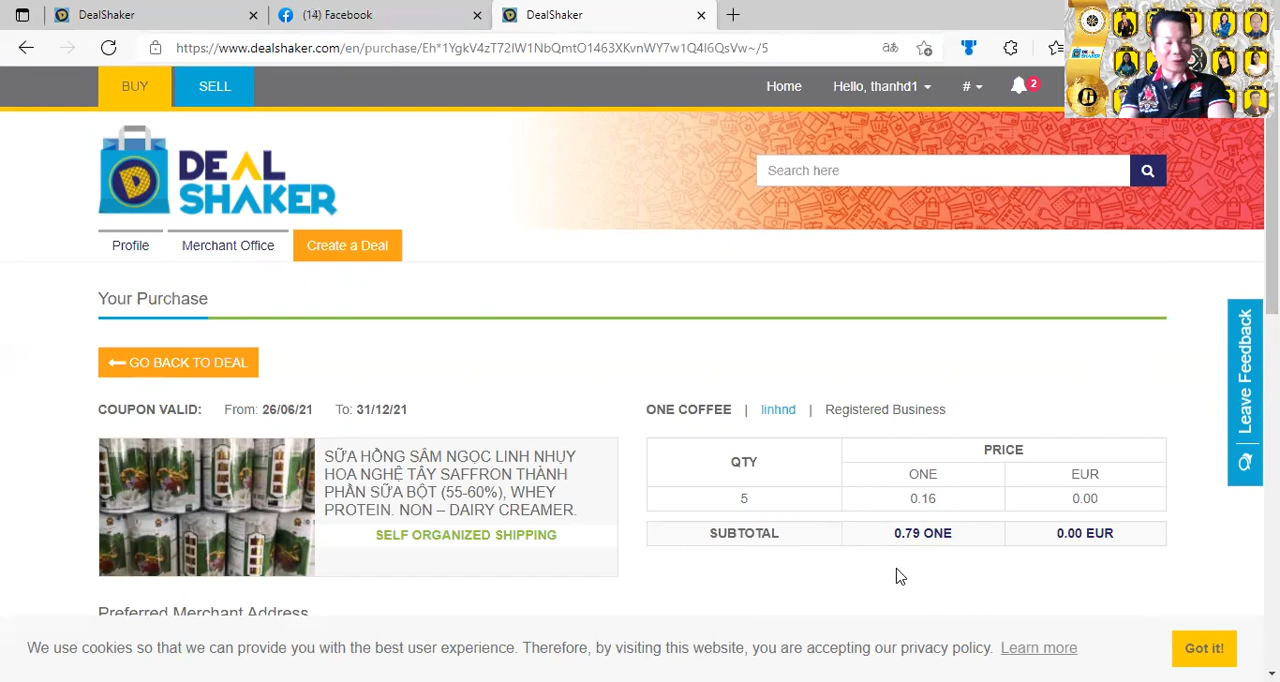 DealShaker
(14) Facebook
DealShaker
https://www.dealshaker.com/en/purchase/Eh*1YgkV4zT72IW1NbQmtO1463XKvnWY7w1Q4I6QsVw~/5
BUY
SELL
Home
Hello, thanhd1
#
2
DEAL
SHAKER
Search here
Profile
Merchant Office
Create a Deal
Your Purchase
GO BACK TO DEAL
COUPON VALID: From: 26/06/21 To: 31/12/21
ONE COFFEE | linhnd | Registered Business
SỮA HỒNG SÂM NGỌC LINH NHỤY
HOA NGHỆ TÂY SAFFRON THÀNH
PHẦN SỮA BỘT (55-60%), WHEY
PROTEIN. NON – DAIRY CREAMER.
SELF ORGANIZED SHIPPING
QTY
PRICE
ONE
EUR
5
0.16
0.00
SUBTOTAL
0.79 ONE
0.00 EUR
Leave Feedback
Preferred Merchant Address
We use cookies so that we can provide you with the best user experience. Therefore, by visiting this website, you are accepting our privacy policy. Learn more
Got it!